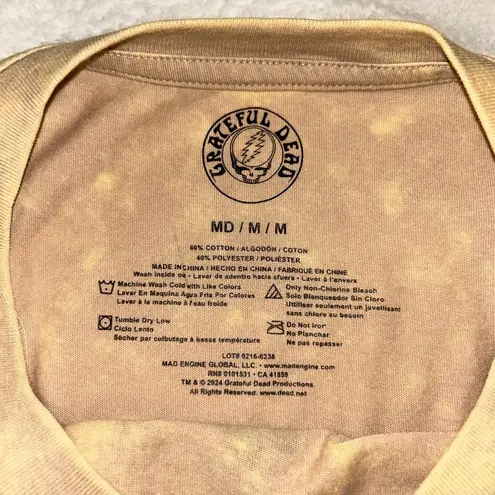 GRATEFUL DEAD
MD / M / M
60% COTTON / ALGODÓN / COTON
40% POLYESTER / POLIÉSTER
MADE IN CHINA / HECHO EN CHINA / FABRIQUÉ EN CHINE
Wash inside out • Lavar de adentro hacia afuera • Laver à l'envers
Machine Wash Cold with Like Colors
Lavar En Maquina Agua Fria Por Colores
Laver à la machine à l'eau froide
Only Non-Chlorine Bleach
Solo Blanqueador Sin Cloro
Utiliser seulement un javellisant
sans chlore au besoin
Tumble Dry Low
Ciclo Lento
Sécher par culbutage à basse température
Do Not Iron
No Planchar
Ne pas repasser
LOT# 0216-6238
MAD ENGINE GLOBAL, LLC. • www.madengine.com
RN# 0101531 • CA 41859
TM & © 2024 Grateful Dead Productions.
All Rights Reserved. www.dead.net